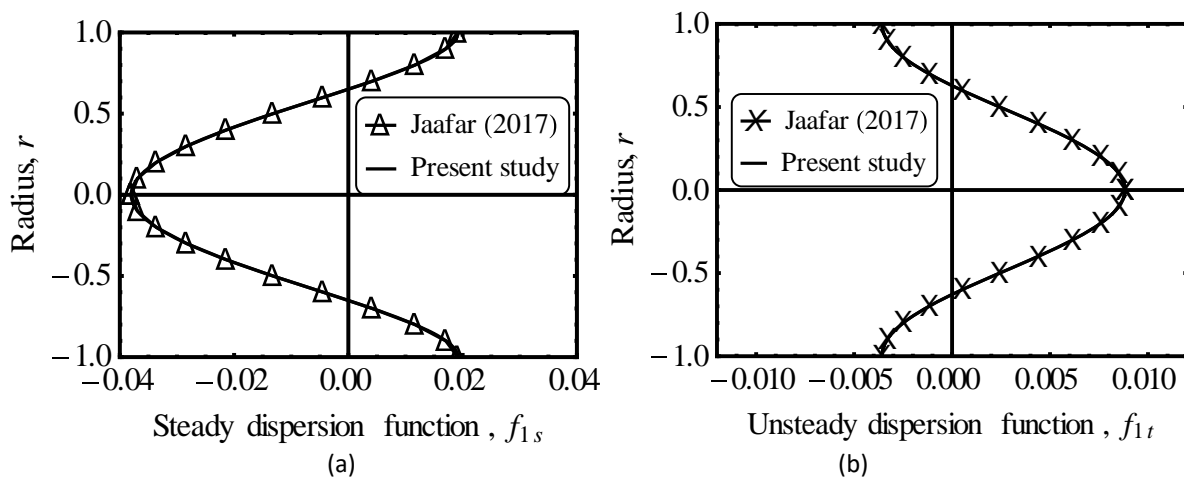 1.0
0.5
0.0
−0.5
−1.0
Radius, r
Jaafar (2017)
Present study
−0.04 −0.02 0.00 0.02 0.04
Steady dispersion function , f1s
(a)
1.0
0.5
0.0
−0.5
−1.0
Radius, r
Jaafar (2017)
Present study
−0.010 −0.005 0.000 0.005 0.010
Unsteady dispersion function , f1t
(b)